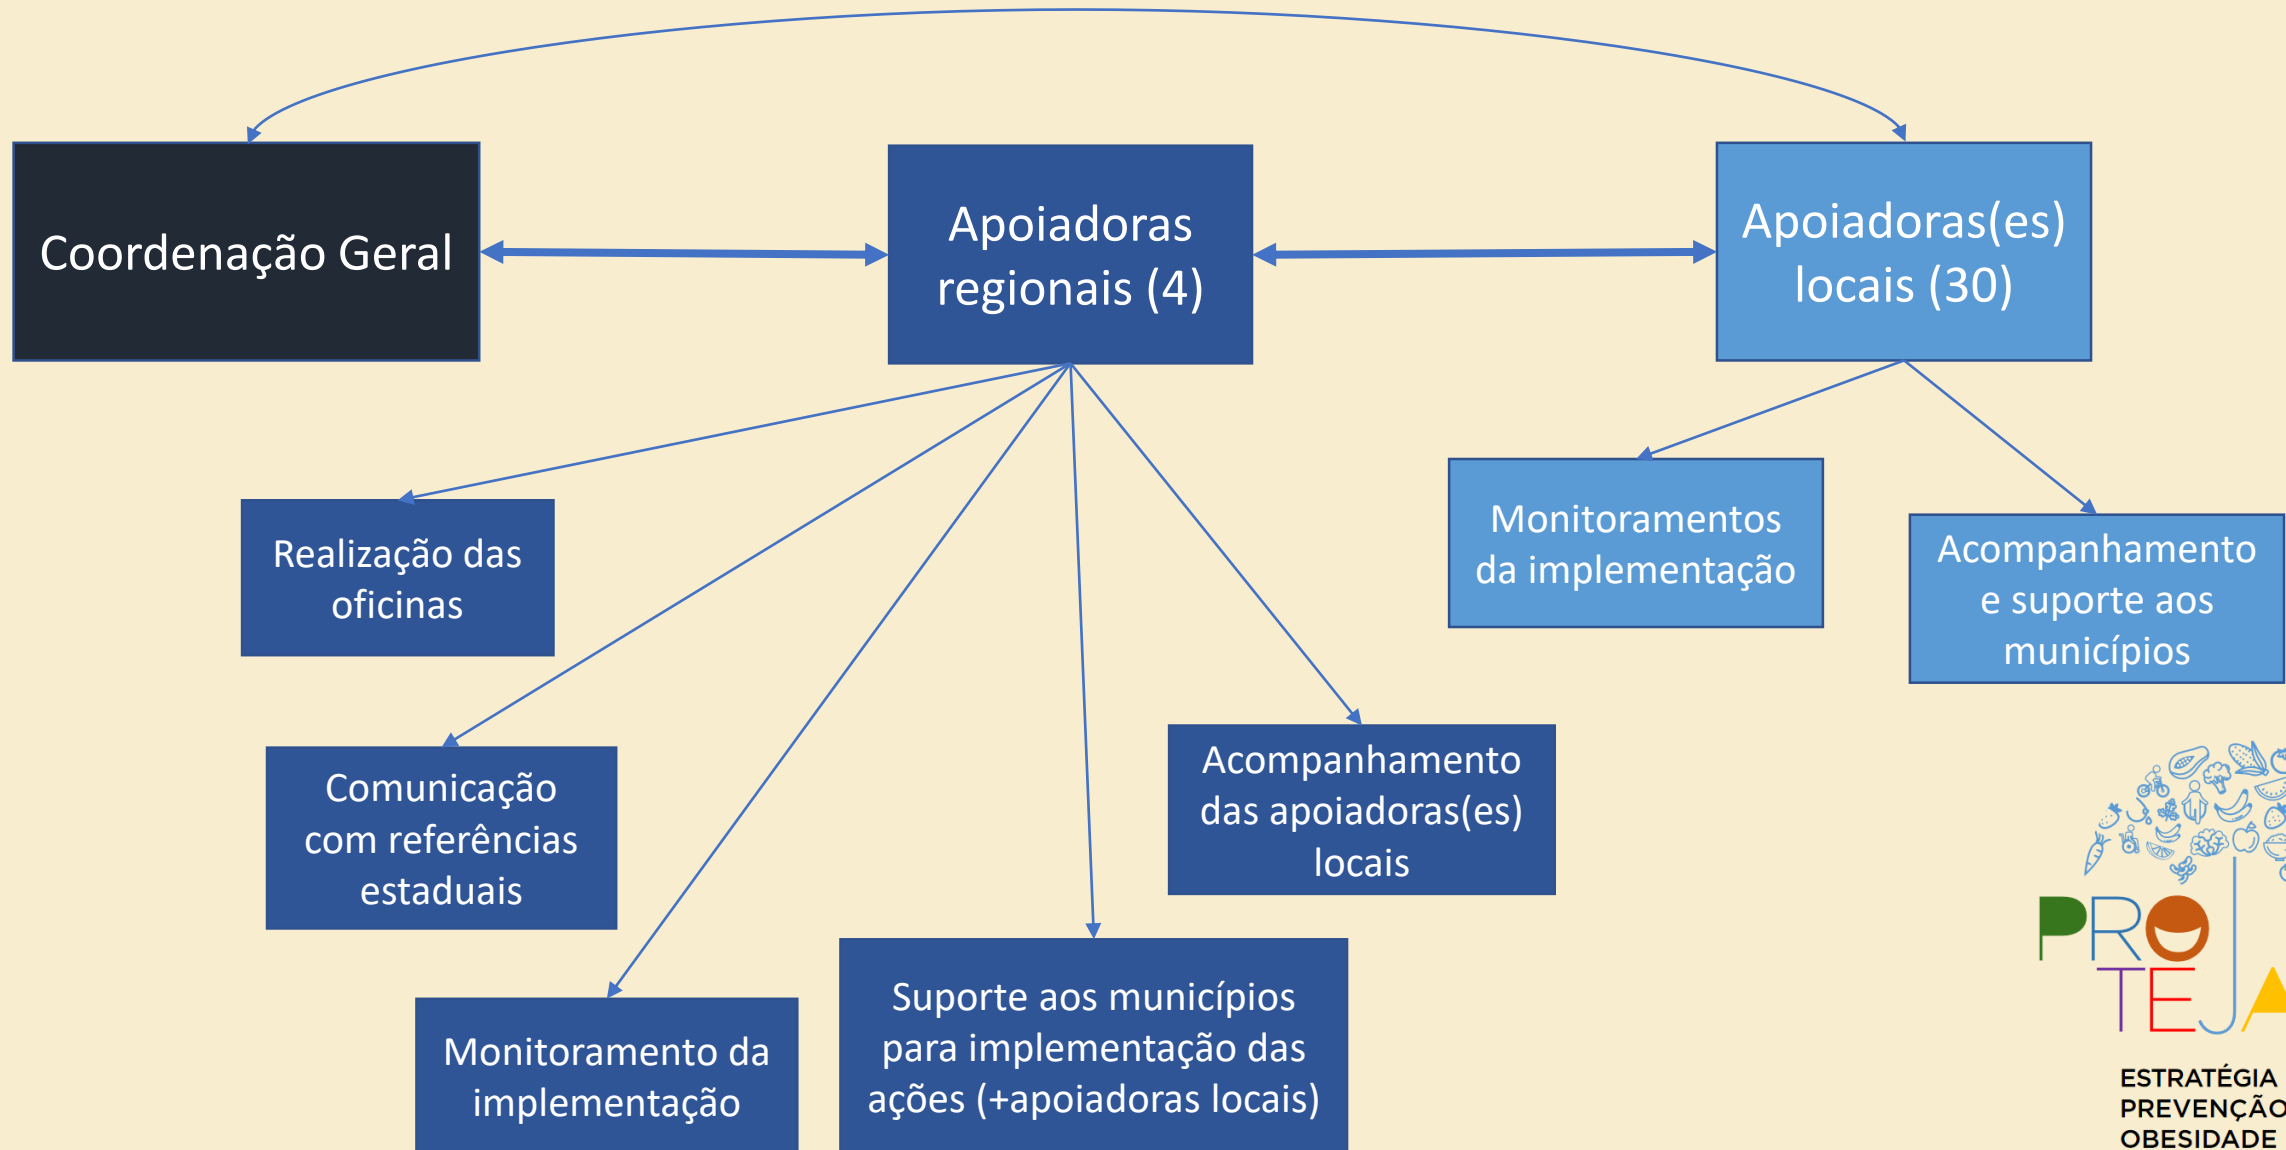 Coordenação Geral
Apoiadoras
regionais (4)
Apoiadoras(es)
locais (30)
Realização das
oficinas
Comunicação
com referências
estaduais
Monitoramento da
implementação
Suporte aos municípios
para implementação das
ações (+apoiadoras locais)
Acompanhamento
das apoiadoras(es)
locais
Monitoramentos
da implementação
Acompanhamento
e suporte aos
municípios
PRO
TEJA
ESTRATÉGIA
PREVENÇÃO
OBESIDADE